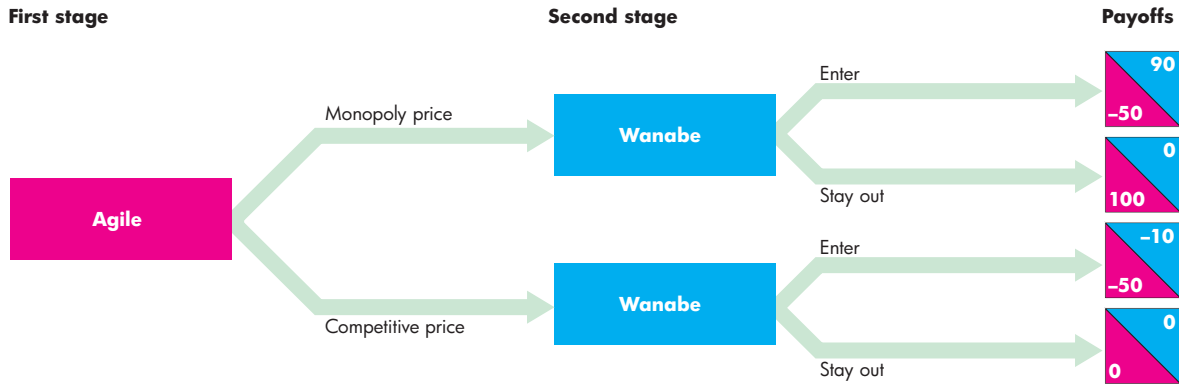 First stage
Second stage
Payoffs
Enter
90
–50
Monopoly price
Wanabe
Stay out
0
100
Agile
Enter
–10
–50
Wanabe
Competitive price
Stay out
0
0